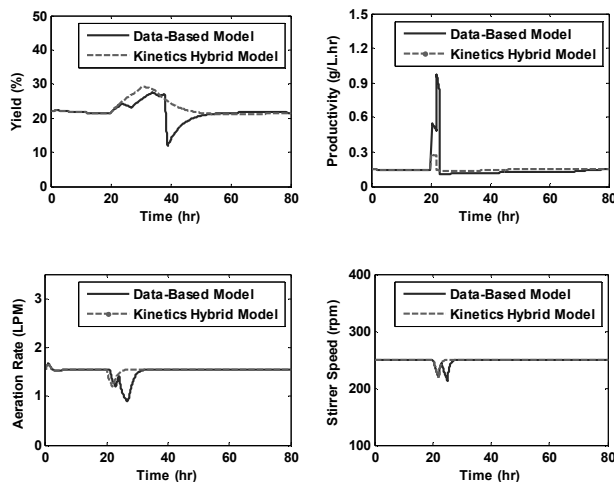 50
40
30
20
10
0
Yield (%)
Data-Based Model
Kinetics Hybrid Model
0 20 40 60 80
Time (hr)
1.5
1.2
0.9
0.6
0.3
0
Productivity (g/L.hr)
Data-Based Model
Kinetics Hybrid Model
0 20 40 60 80
Time (hr)
3
2
1
0
Aeration Rate (LPM)
Data-Based Model
Kinetics Hybrid Model
0 20 40 60 80
Time (hr)
400
300
200
100
Stirrer Speed (rpm)
Data-Based Model
Kinetics Hybrid Model
0 20 40 60 80
Time (hr)